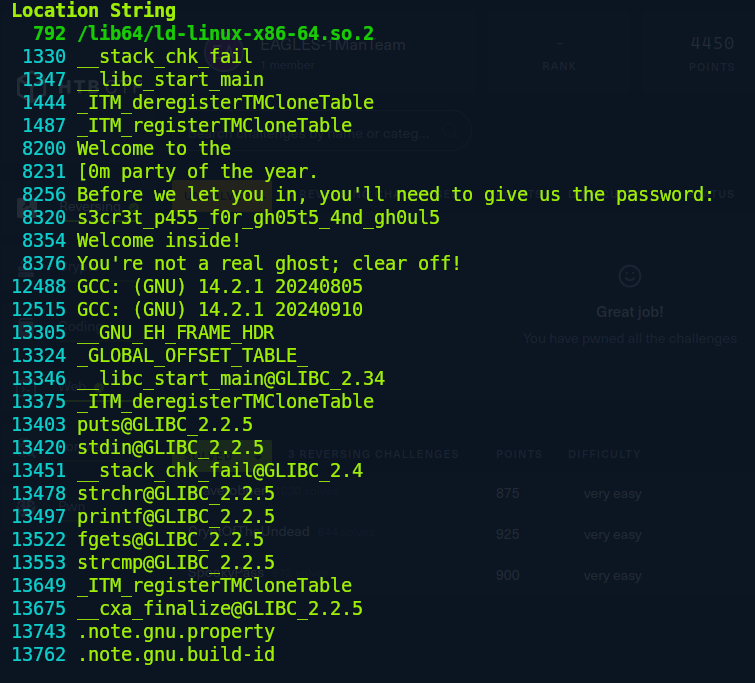 Location String
792 /lib64/ld-linux-x86-64.so.2
1330 __stack_chk_fail
1347 __libc_start_main
1444 _ITM_deregisterTMCloneTable
1487 _ITM_registerTMCloneTable
8200 Welcome to the
8231 [0m party of the year.
8256 Before we let you in, you'll need to give us the password:
8320 s3cr3t_p455_f0r_gh05t5_4nd_gh0ul5
8354 Welcome inside!
8376 You're not a real ghost; clear off!
12488 GCC: (GNU) 14.2.1 20240805
12515 GCC: (GNU) 14.2.1 20240910
13305 __GNU_EH_FRAME_HDR
13324 _GLOBAL_OFFSET_TABLE_
13346 __libc_start_main@GLIBC_2.34
13375 _ITM_deregisterTMCloneTable
13403 puts@GLIBC_2.2.5
13420 stdin@GLIBC_2.2.5
13451 __stack_chk_fail@GLIBC_2.4
13478 strchr@GLIBC_2.2.5
13497 printf@GLIBC_2.2.5
13522 fgets@GLIBC_2.2.5
13553 strcmp@GLIBC_2.2.5
13649 _ITM_registerTMCloneTable
13675 __cxa_finalize@GLIBC_2.2.5
13743 .note.gnu.property
13762 .note.gnu.build-id
EAGLES-TManTeam
1 member
4450
RANK
POINTS
Great job!
You have pwned all the challenges
3 REVERSING CHALLENGES
POINTS
DIFFICULTY
875
very easy
925
very easy
900
very easy